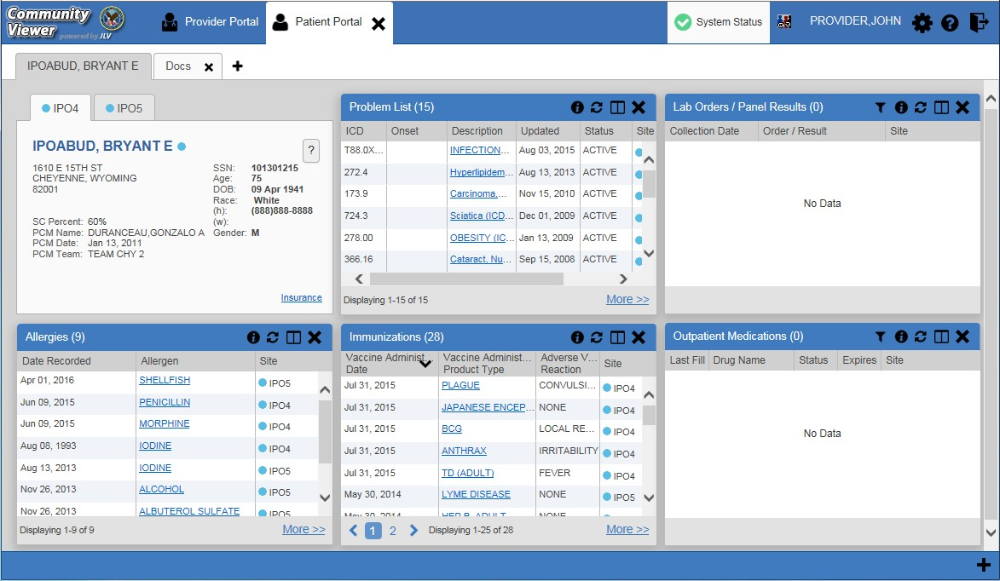 Community
Viewer
powered by JLV
Provider Portal
Patient Portal
System Status
PROVIDER,JOHN
IPOABUD, BRYANT E
Docs
IPO4
IPO5
IPOABUD, BRYANT E
?
1610 E 15TH ST
CHEYENNE, WYOMING
82001
SSN: 101301215
Age: 75
DOB: 09 Apr 1941
Race: White
(h): (888)888-8888
(w):
Gender: M
SC Percent: 60%
PCM Name: DURANCEAU,GONZALO A
PCM Date: Jan 13, 2011
PCM Team: TEAM CHY 2
Insurance
Problem List (15)
ICD Onset Description Updated Status Site
T88.0X... INFECTION... Aug 03, 2015 ACTIVE
272.4 Hyperlipidem... Aug 13, 2013 ACTIVE
173.9 Carcinoma,... Nov 15, 2010 ACTIVE
724.3 Sciatica (ICD... Dec 01, 2009 ACTIVE
278.00 OBESITY (IC... Jan 13, 2009 ACTIVE
366.16 Cataract, Nu... Sep 15, 2008 ACTIVE
Displaying 1-15 of 15
More >>
Lab Orders / Panel Results (0)
Collection Date Order / Result Site
No Data
Allergies (9)
Date Recorded Allergen Site
Apr 01, 2016 SHELLFISH IPO5
Jun 09, 2015 PENICILLIN IPO4
Jun 09, 2015 MORPHINE IPO4
Aug 08, 1993 IODINE IPO4
Aug 13, 2013 IODINE IPO5
Nov 26, 2013 ALCOHOL IPO5
Nov 26, 2013 ALBUTEROL SULFATE IPO5
Displaying 1-9 of 9
More >>
Immunizations (28)
Vaccine Administ... Vaccine Administ... Adverse V... Site
Date Product Type Reaction
Jul 31, 2015 PLAGUE CONVULSI... IPO4
Jul 31, 2015 JAPANESE ENCEP... NONE IPO4
Jul 31, 2015 BCG LOCAL RE... IPO4
Jul 31, 2015 ANTHRAX IRRITABILITY IPO4
Jul 31, 2015 TD (ADULT) FEVER IPO4
May 30, 2014 LYME DISEASE NONE IPO5
May 30, 2014 HEP B, ADULT NONE
1 2 Displaying 1-25 of 28
More >>
Outpatient Medications (0)
Last Fill Drug Name Status Expires Site
No Data